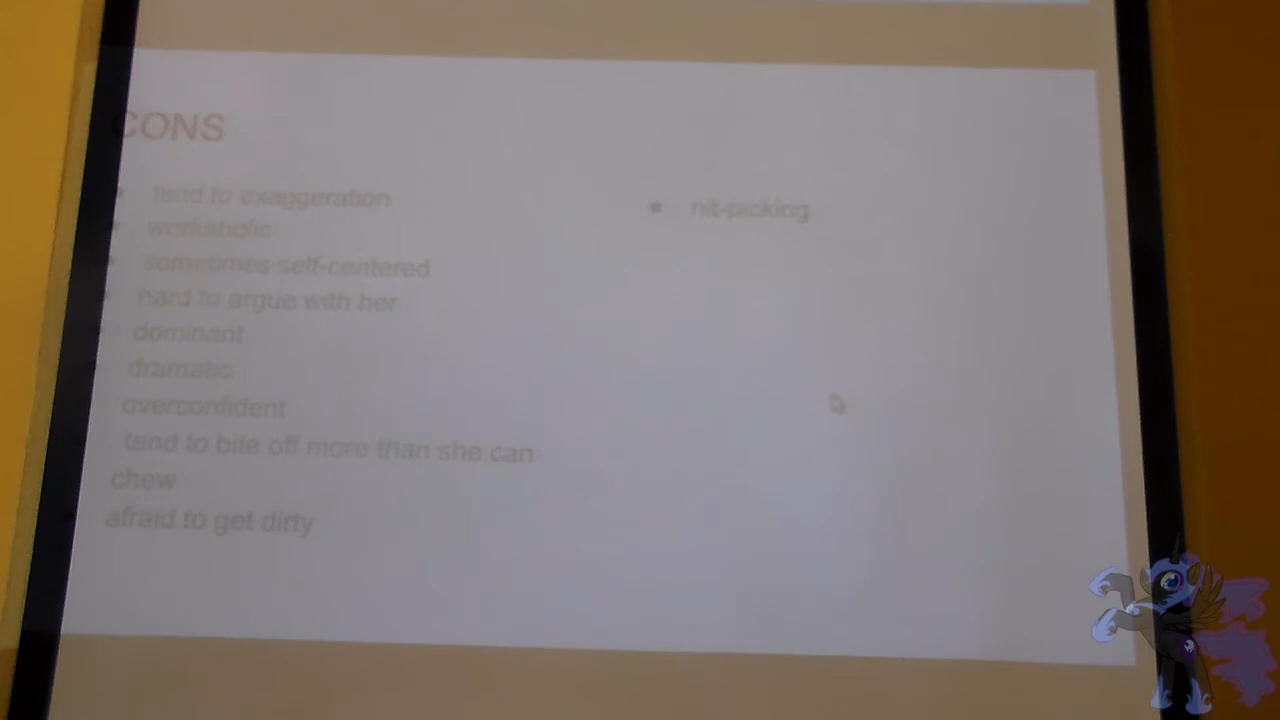 CONS
tend to exaggeration
workaholic
sometimes self-centered
hard to argue with her
dominant
dramatic
overconfident
tend to bite off more than she can
chew
afraid to get dirty
nit-picking